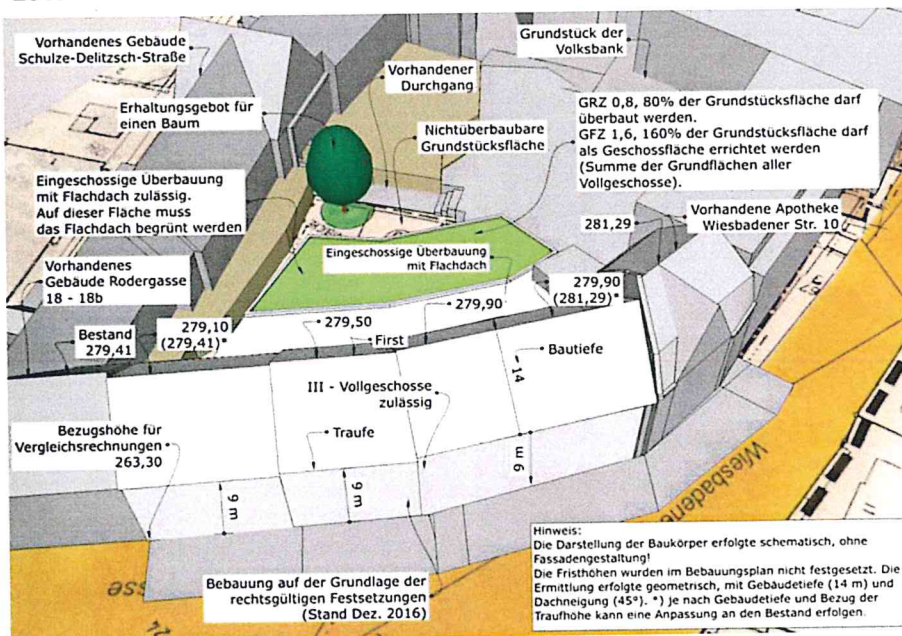 Vorhandenes Gebäude
Schulze-Delitzsch-Straße
Grundstück der
Volksbank
Vorhandener
Durchgang
Erhaltungsgebot für
einen Baum
GRZ 0,8, 80% der Grundstücksfläche darf
überbaut werden.
GFZ 1,6, 160% der Grundstücksfläche darf
als Geschossfläche errichtet werden
(Summe der Grundflächen aller
Vollgeschosse).
Nichtüberbaubare
Grundstücksfläche
Eingeschossige Überbauung
mit Flachdach zulässig.
Auf dieser Fläche muss
das Flachdach begrünt werden
281,29
Vorhandene Apotheke
Wiesbadener Str. 10
Eingeschossige Überbauung
mit Flachdach
Vorhandenes
Gebäude Rodergasse
18 - 18b
279,90
(281,29)*
279,90
279,50
279,10
(279,41)*
Bestand
279,41
First
Bautiefe
14
III - Vollgeschosse
zulässig
Bezugshöhe für
Vergleichsrechnungen
263,30
Traufe
9 m
9 m
9 m
Wiesbadene
sse
24
Bebauung auf der Grundlage der
rechtsgültigen Festsetzungen
(Stand Dez. 2016)
Hinweis:
Die Darstellung der Baukörper erfolgte schematisch, ohne
Fassadengestaltung!
Die Fristhöhen wurden im Bebauungsplan nicht festgesetzt. Die
Ermittlung erfolgte geometrisch, mit Gebäudetiefe (14 m) und
Dachneigung (45°). *) je nach Gebäudetiefe und Bezug der
Traufhöhe kann eine Anpassung an den Bestand erfolgen.